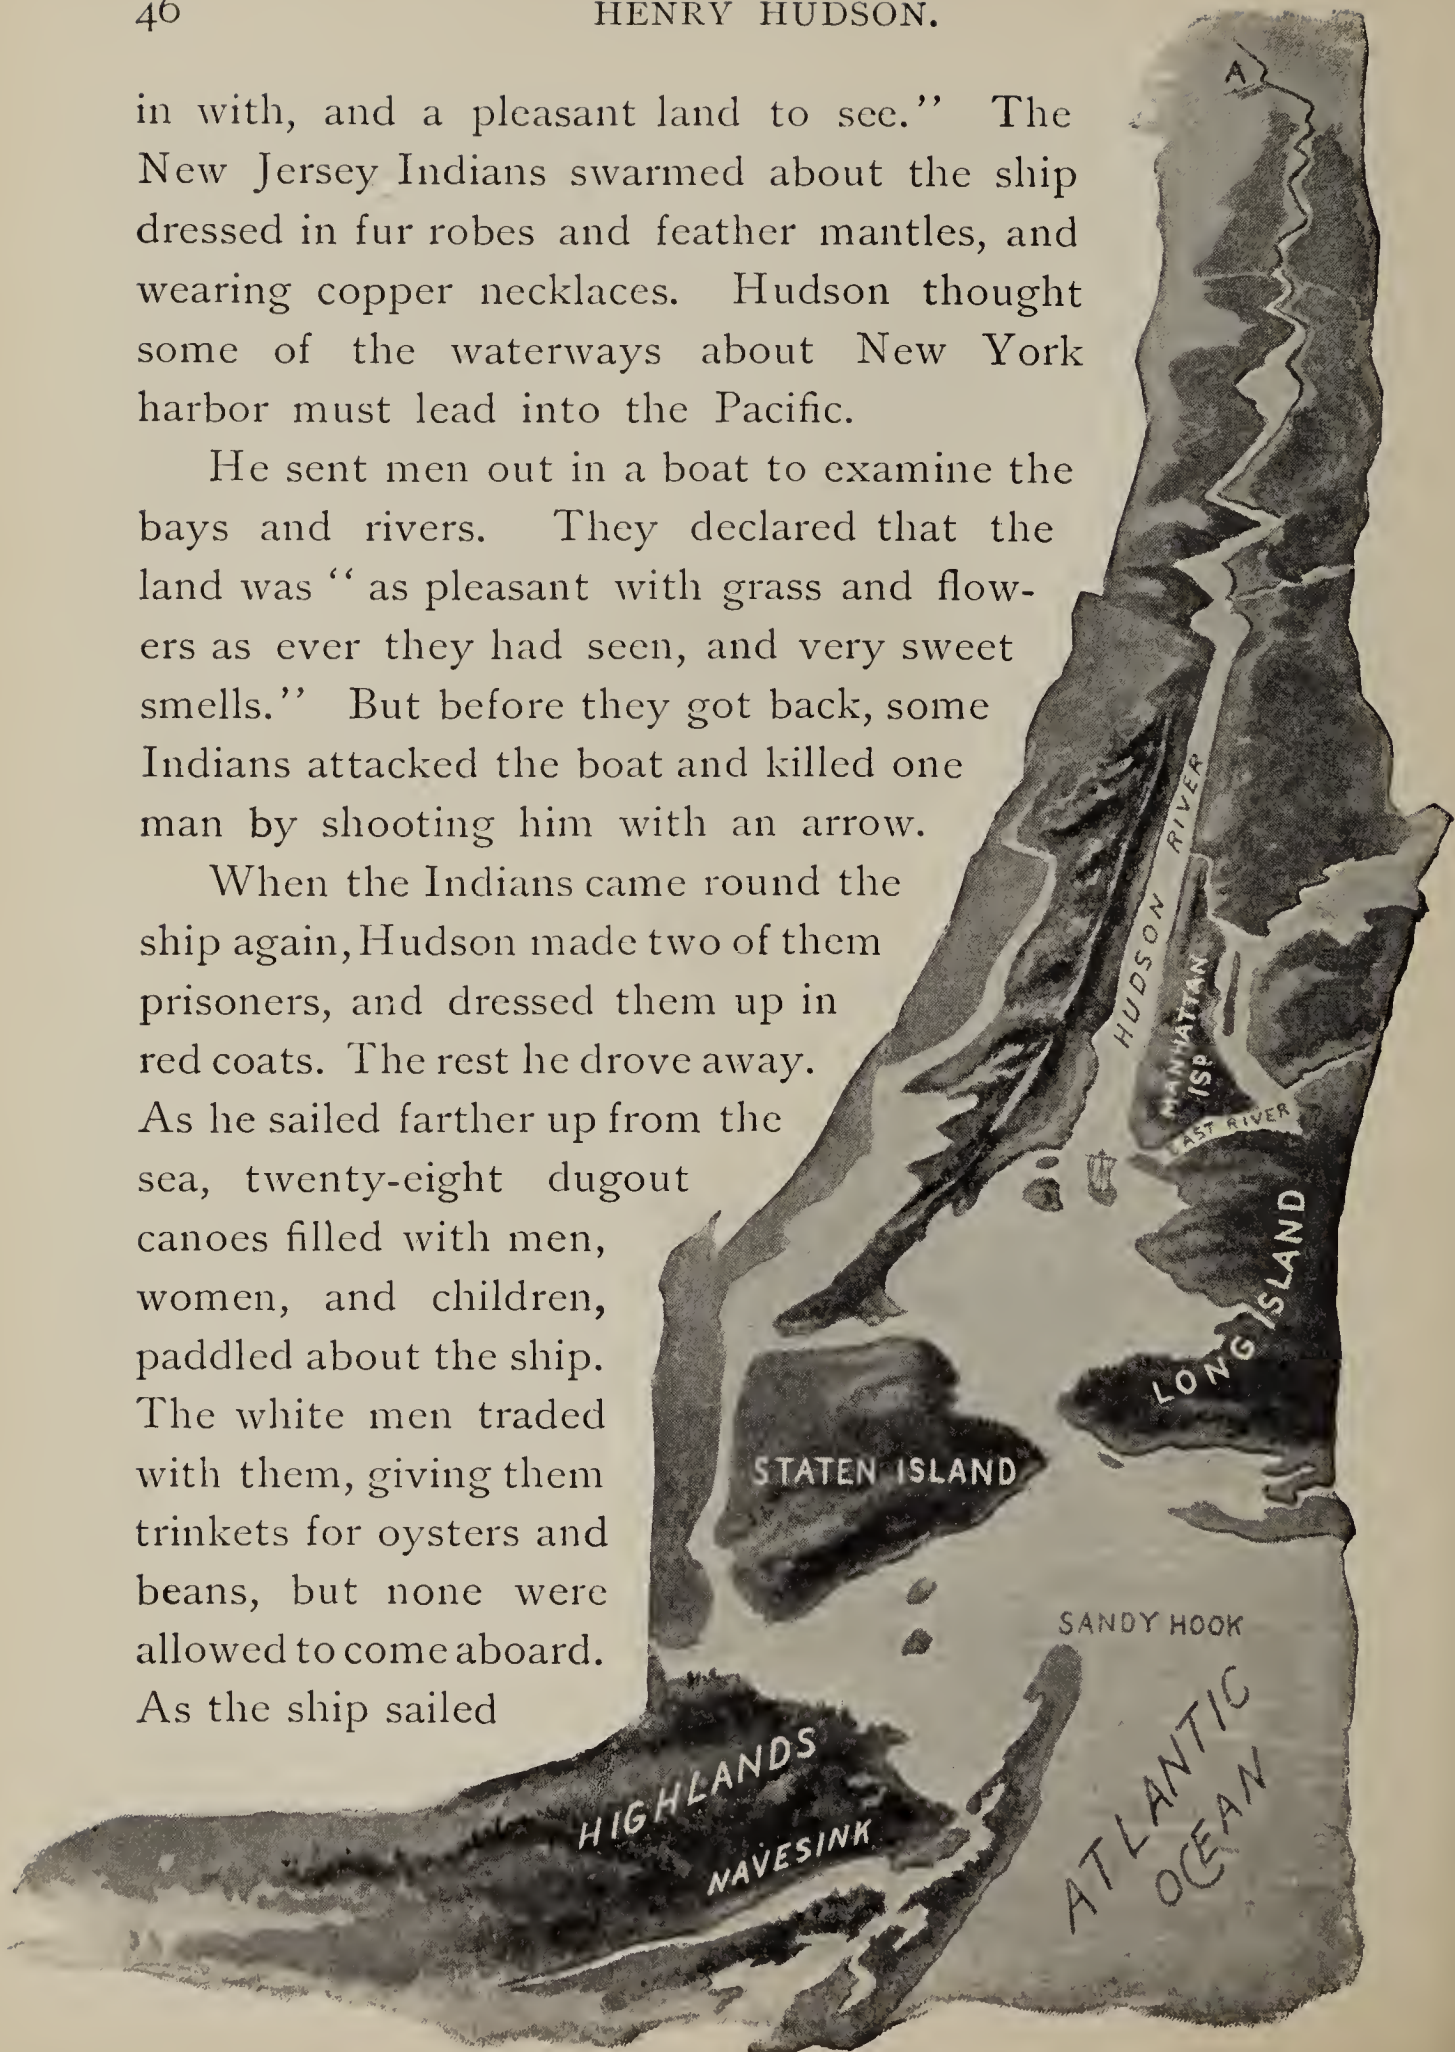 46
HENRY HUDSON.
in with, and a pleasant land to see.” The
New Jersey Indians swarmed about the ship
dressed in fur robes and feather mantles, and
wearing copper necklaces. Hudson thought
some of the waterways about New York
harbor must lead into the Pacific.
He sent men out in a boat to examine the
bays and rivers. They declared that the
land was “ as pleasant with grass and flow-
ers as ever they had seen, and very sweet
smells.” But before they got back, some
Indians attacked the boat and killed one
man by shooting him with an arrow.
When the Indians came round the
ship again, Hudson made two of them
prisoners, and dressed them up in
red coats. The rest he drove away.
As he sailed farther up from the
sea, twenty-eight dugout
canoes filled with men,
women, and children,
paddled about the ship.
The white men traded
with them, giving them
trinkets for oysters and
beans, but none were
allowed to come aboard.
As the ship sailed
A
HUDSON RIVER
MANHATTAN
ISD
EAST RIVER
LONG ISLAND
STATEN ISLAND
SANDY HOOK
HIGHLANDS
NAVESINK
ATLANTIC
OCEAN